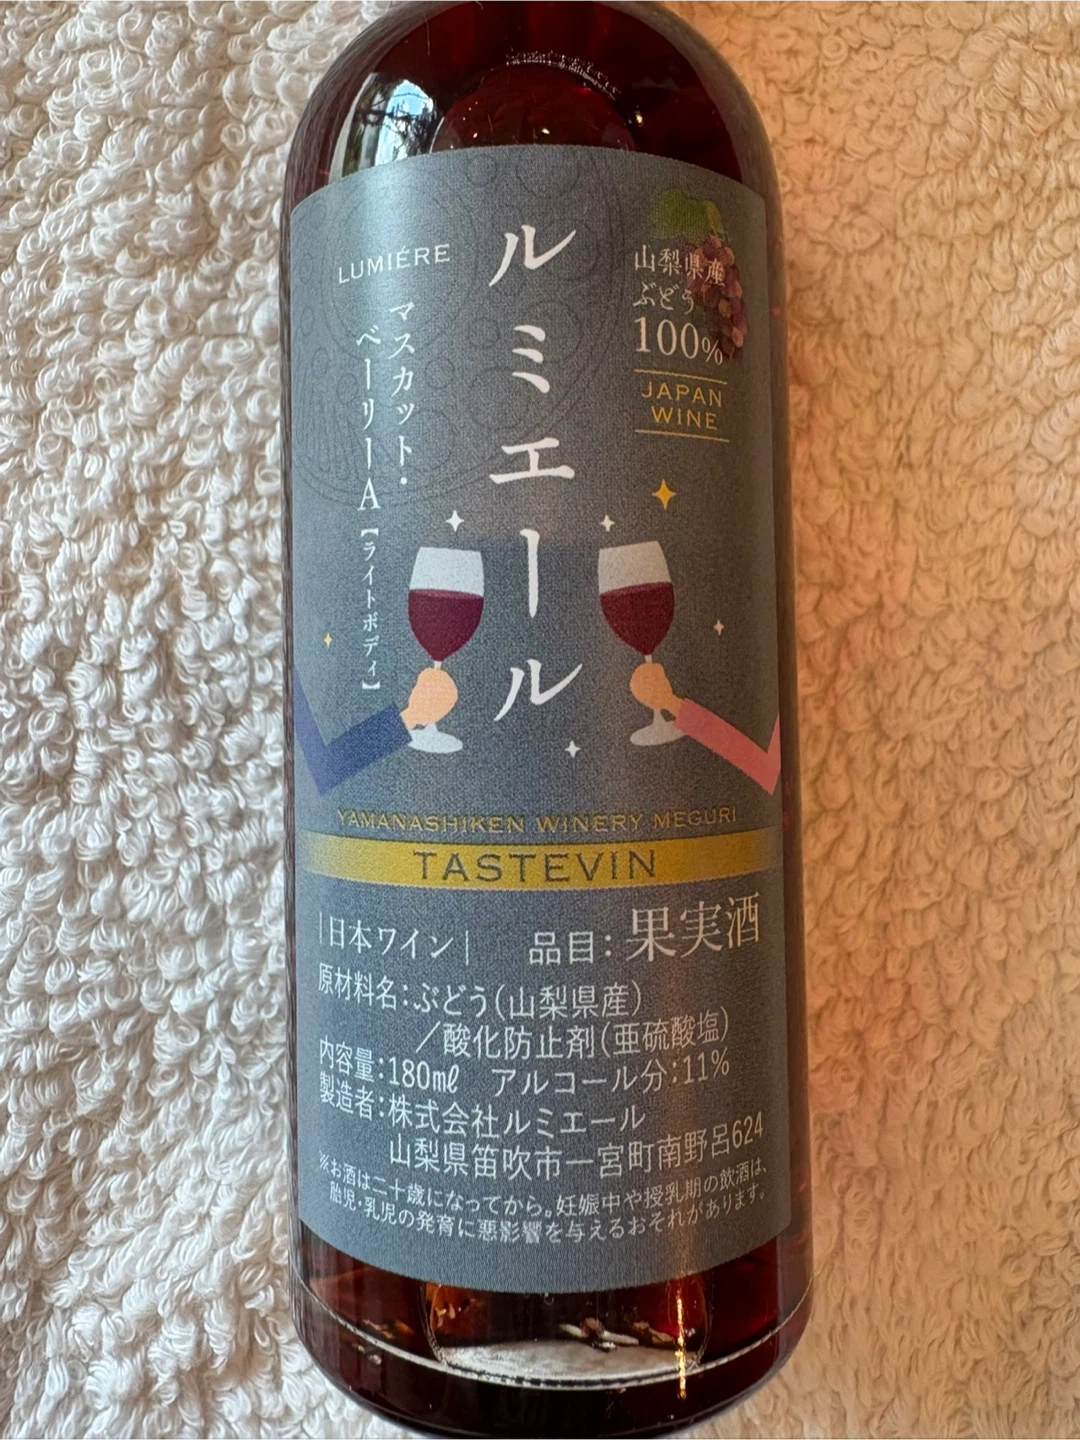 LUMIÉRE
ルミエール
マスカット・
ベーリーA【ライトボディ】
山梨県産
ぶどう
100%
JAPAN
WINE
YAMANASHIKEN WINERY MEGURI
TASTEVIN
|日本ワイン| 品目：果実酒
原材料名：ぶどう(山梨県産)
／酸化防止剤(亜硫酸塩)
内容量：180ml アルコール分：11%
製造者：株式会社ルミエール
山梨県笛吹市一宮町南野呂624
※お酒は二十歳になってから。妊娠中や授乳期の飲酒は、
胎児・乳児の発育に悪影響を与えるおそれがあります。